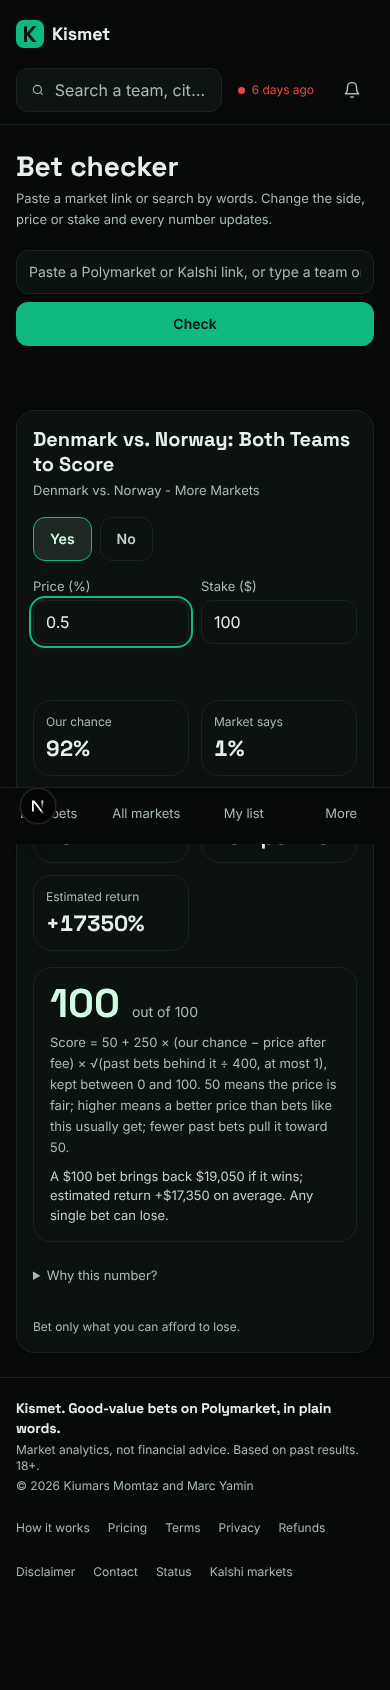 K Kismet
Search a team, cit...
6 days ago
Bet checker
Paste a market link or search by words. Change the side,
price or stake and every number updates.
Paste a Polymarket or Kalshi link, or type a team o
Check
Denmark vs. Norway: Both Teams
to Score
Denmark vs. Norway - More Markets
Yes No
Price (%) Stake ($)
0.5 100
Our chance Market says
92% 1%
N bets All markets My list More
Estimated return
+17350%
100 out of 100
Score = 50 + 250 × (our chance − price after
fee) × √(past bets behind it ÷ 400, at most 1),
kept between 0 and 100. 50 means the price is
fair; higher means a better price than bets like
this usually get; fewer past bets pull it toward
50.
A $100 bet brings back $19,050 if it wins;
estimated return +$17,350 on average. Any
single bet can lose.
Why this number?
Bet only what you can afford to lose.
Kismet. Good-value bets on Polymarket, in plain
words.
Market analytics, not financial advice. Based on past results.
18+.
© 2026 Kiumars Momtaz and Marc Yamin
How it works Pricing Terms Privacy Refunds
Disclaimer Contact Status Kalshi markets